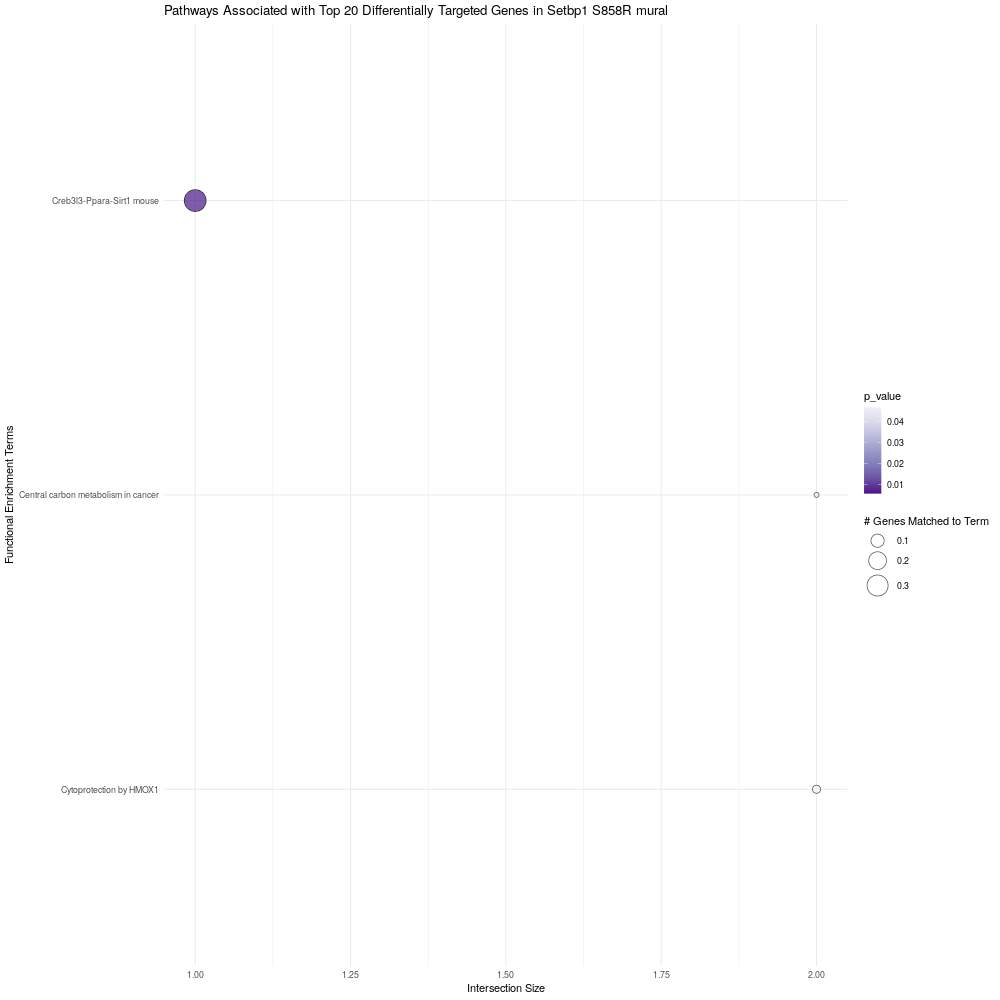 Pathways Associated with Top 20 Differentially Targeted Genes in Setbp1 S858R mural
Functional Enrichment Terms
Creb3l3-Ppara-Sirt1 mouse
Central carbon metabolism in cancer
Cytoprotection by HMOX1
1.00
1.25
1.50
1.75
2.00
Intersection Size
p_value
0.04
0.03
0.02
0.01
# Genes Matched to Term
0.1
0.2
0.3